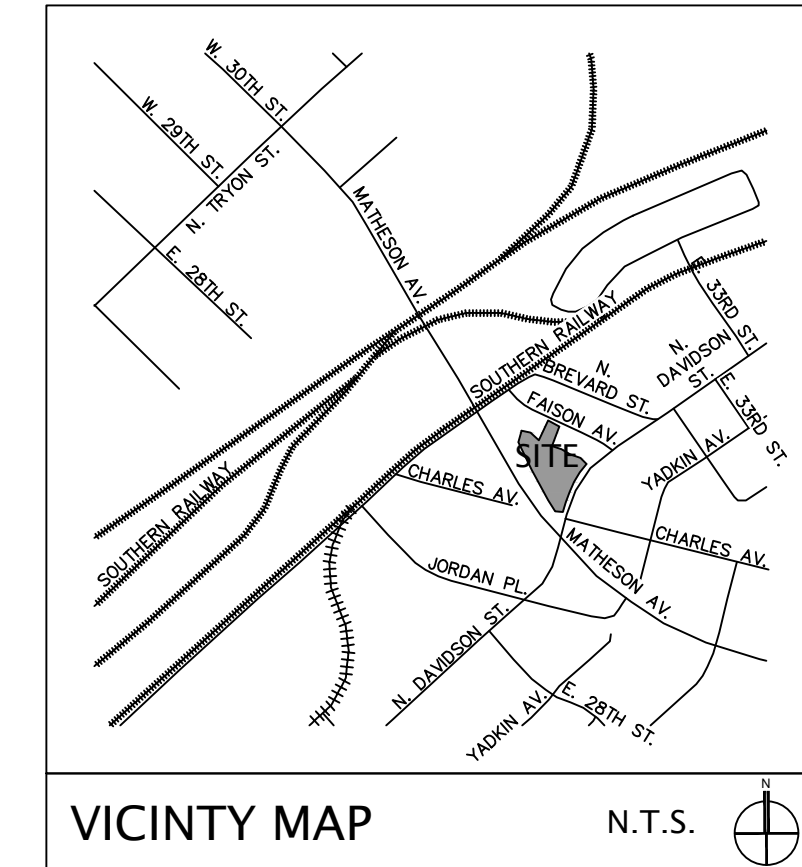 W. 30TH ST.
W. 29TH ST.
N. TRYON ST.
MATHESON AV.
E. 28TH ST.
E. 33RD ST.
SOUTHERN RAILWAY
N.
BREVARD ST.
N.
DAVIDSON
ST.
FAISON AV.
E. 33RD ST.
SITE
YADKIN AV.
SOUTHERN RAILWAY
CHARLES AV.
CHARLES AV.
MATHESON AV.
JORDAN PL.
N. DAVIDSON ST.
YADKIN AV.
E. 28TH ST.
VICINTY MAP
N.T.S.
N